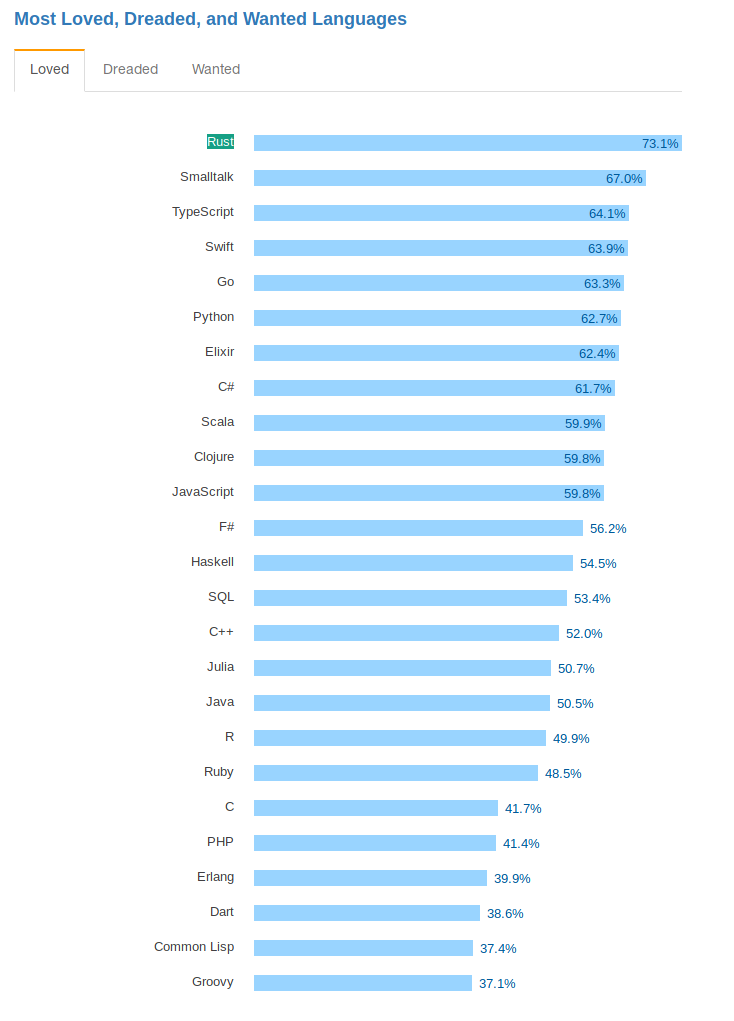 Most Loved, Dreaded, and Wanted Languages
Loved Dreaded Wanted
Rust 73.1%
Smalltalk 67.0%
TypeScript 64.1%
Swift 63.9%
Go 63.3%
Python 62.7%
Elixir 62.4%
C# 61.7%
Scala 59.9%
Clojure 59.8%
JavaScript 59.8%
F# 56.2%
Haskell 54.5%
SQL 53.4%
C++ 52.0%
Julia 50.7%
Java 50.5%
R 49.9%
Ruby 48.5%
C 41.7%
PHP 41.4%
Erlang 39.9%
Dart 38.6%
Common Lisp 37.4%
Groovy 37.1%